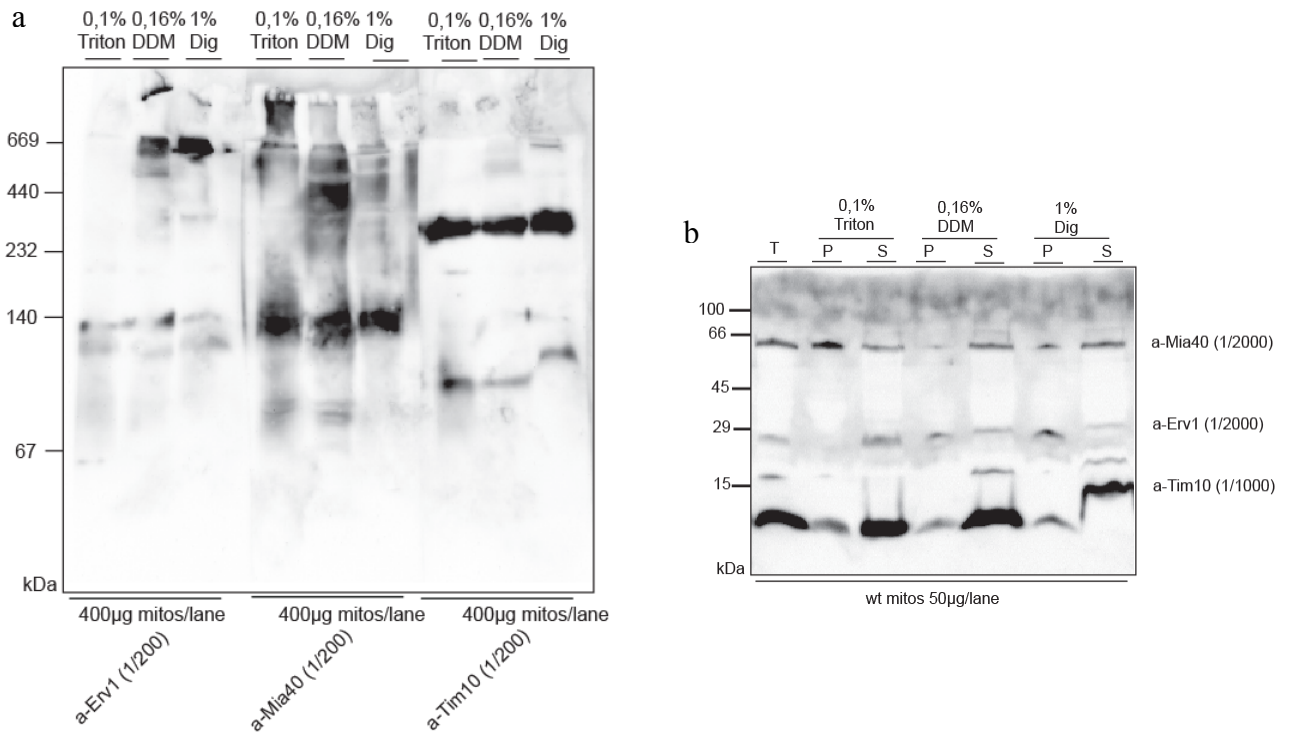 a
0,1% 0,16% 1%
Triton DDM Dig
0,1% 0,16% 1%
Triton DDM Dig
0,1% 0,16% 1%
Triton DDM Dig
669
440
232
140
67
kDa
400µg mitos/lane
400µg mitos/lane
400µg mitos/lane
a-Erv1 (1/200)
a-Mia40 (1/200)
a-Tim10 (1/200)
b
0,1%
Triton
0,16%
DDM
1%
Dig
T P S P S P S
100
66
45
29
15
kDa
a-Mia40 (1/2000)
a-Erv1 (1/2000)
a-Tim10 (1/1000)
wt mitos 50µg/lane